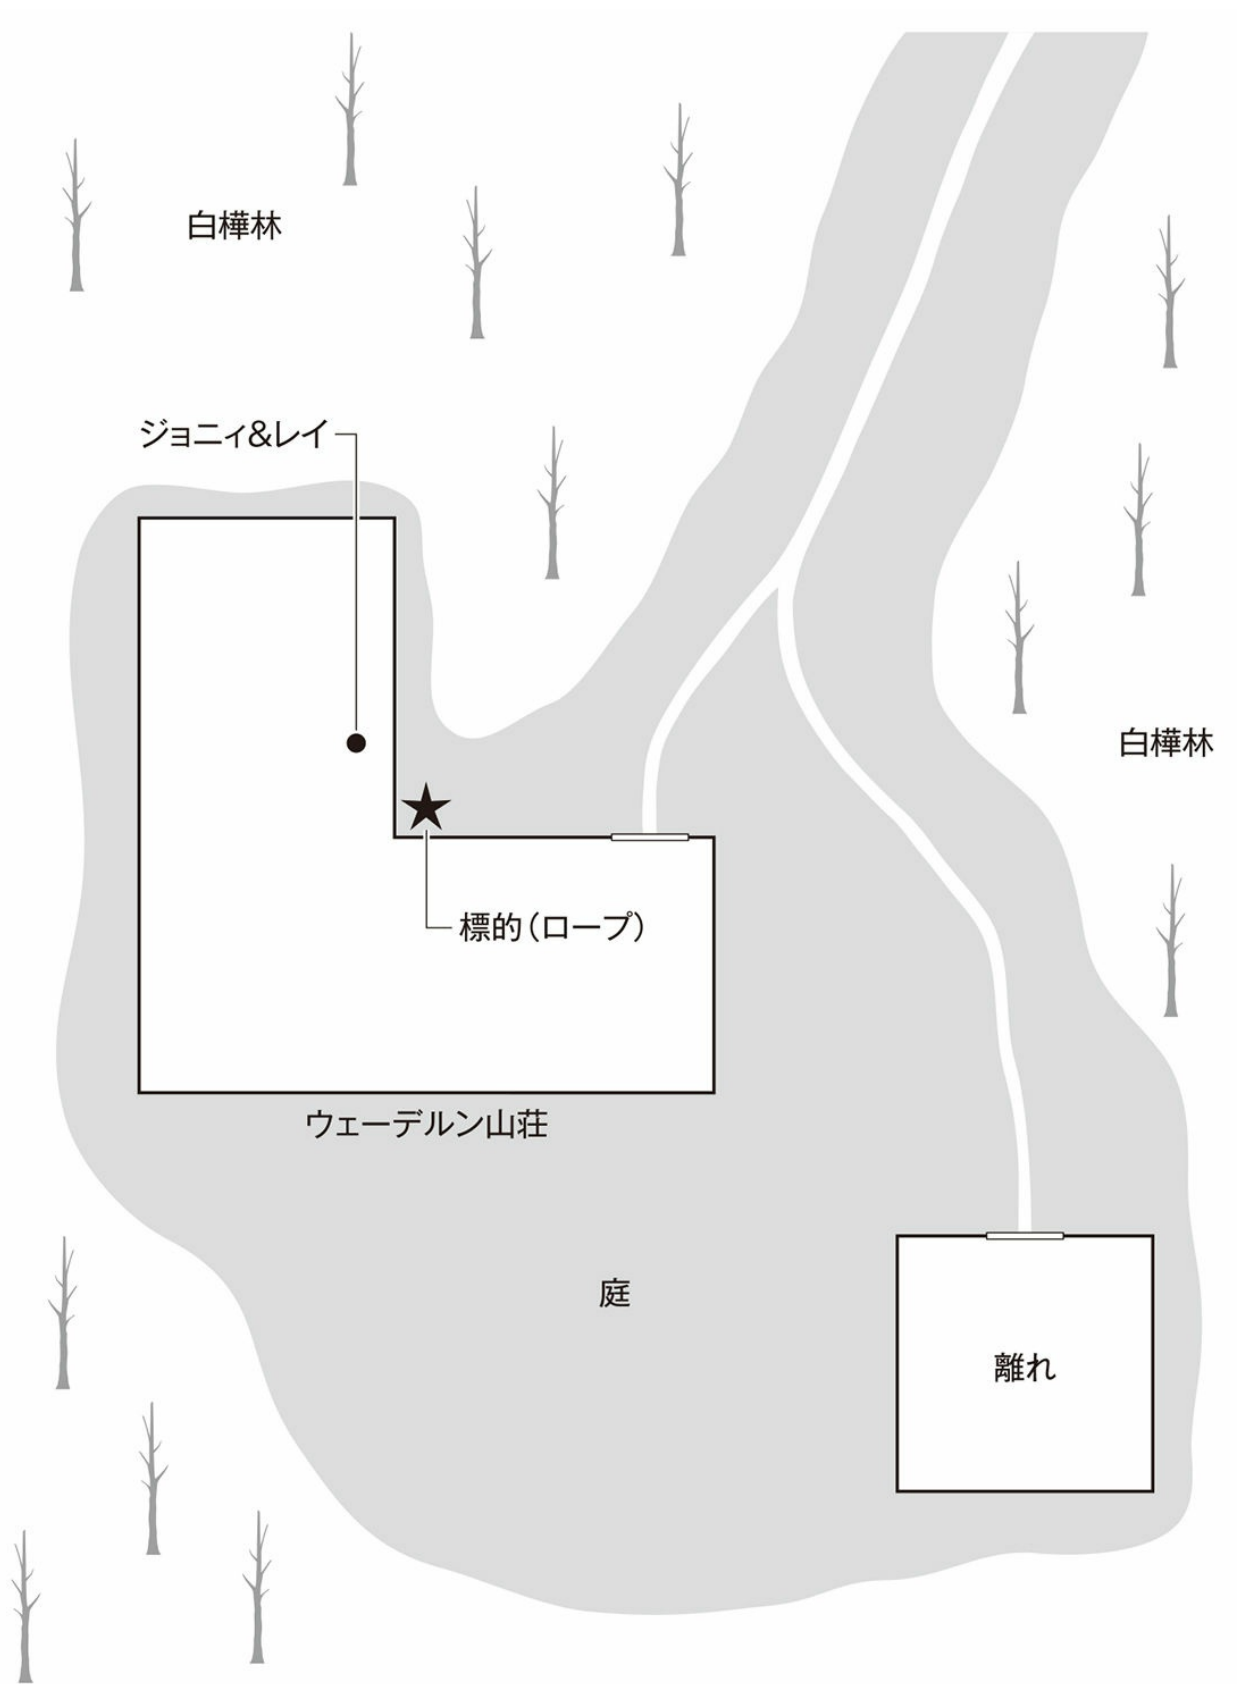 白樺林
ジョニィ&レイ
白樺林
標的（ロープ）
ウェーデルン山荘
庭
離れ